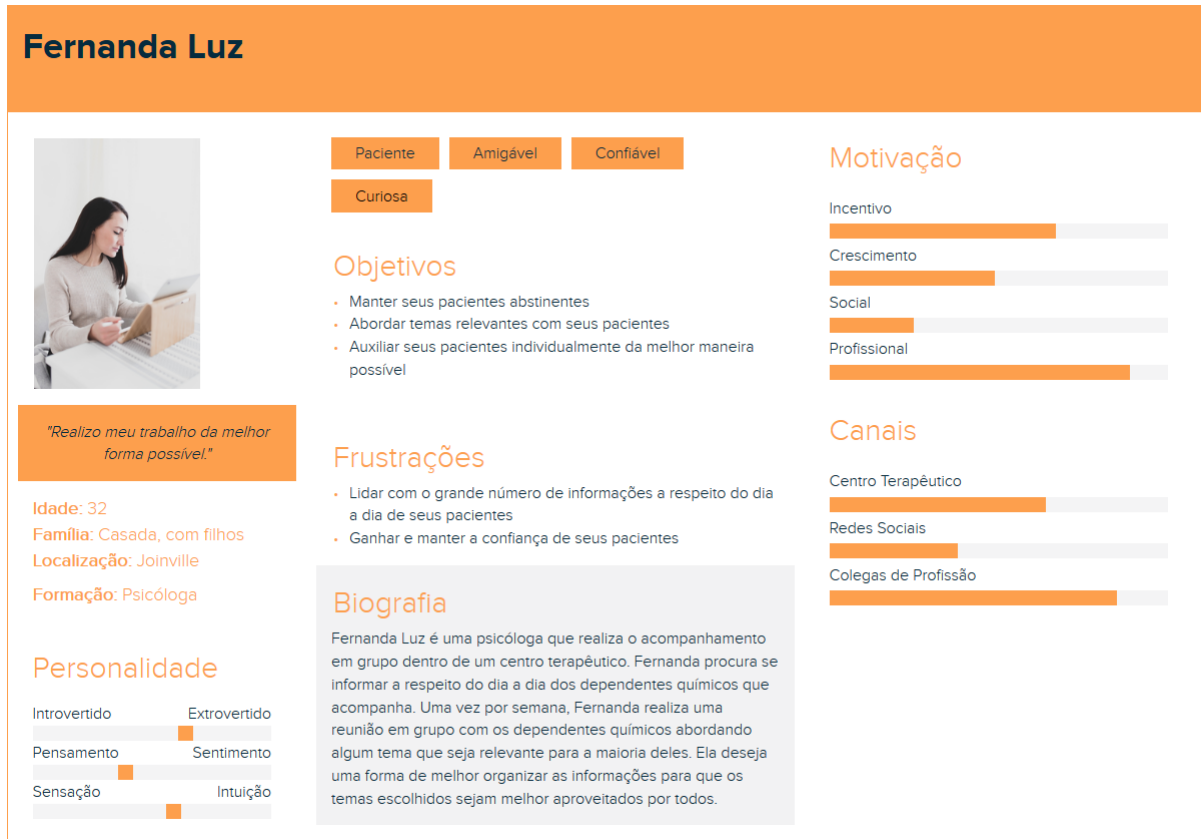 Fernanda Luz
"Realizo meu trabalho da melhor
forma possível."
Idade: 32
Família: Casada, com filhos
Localização: Joinville
Formação: Psicóloga
Personalidade
Introvertido Extrovertido
Pensamento Sentimento
Sensação Intuição
Paciente Amigável Confiável
Curiosa
Objetivos
• Manter seus pacientes abstinentes
• Abordar temas relevantes com seus pacientes
• Auxiliar seus pacientes individualmente da melhor maneira
possível
Frustrações
• Lidar com o grande número de informações a respeito do dia
a dia de seus pacientes
• Ganhar e manter a confiança de seus pacientes
Biografia
Fernanda Luz é uma psicóloga que realiza o acompanhamento
em grupo dentro de um centro terapêutico. Fernanda procura se
informar a respeito do dia a dia dos dependentes químicos que
acompanha. Uma vez por semana, Fernanda realiza uma
reunião em grupo com os dependentes químicos abordando
algum tema que seja relevante para a maioria deles. Ela deseja
uma forma de melhor organizar as informações para que os
temas escolhidos sejam melhor aproveitados por todos.
Motivação
Incentivo
Crescimento
Social
Profissional
Canais
Centro Terapêutico
Redes Sociais
Colegas de Profissão